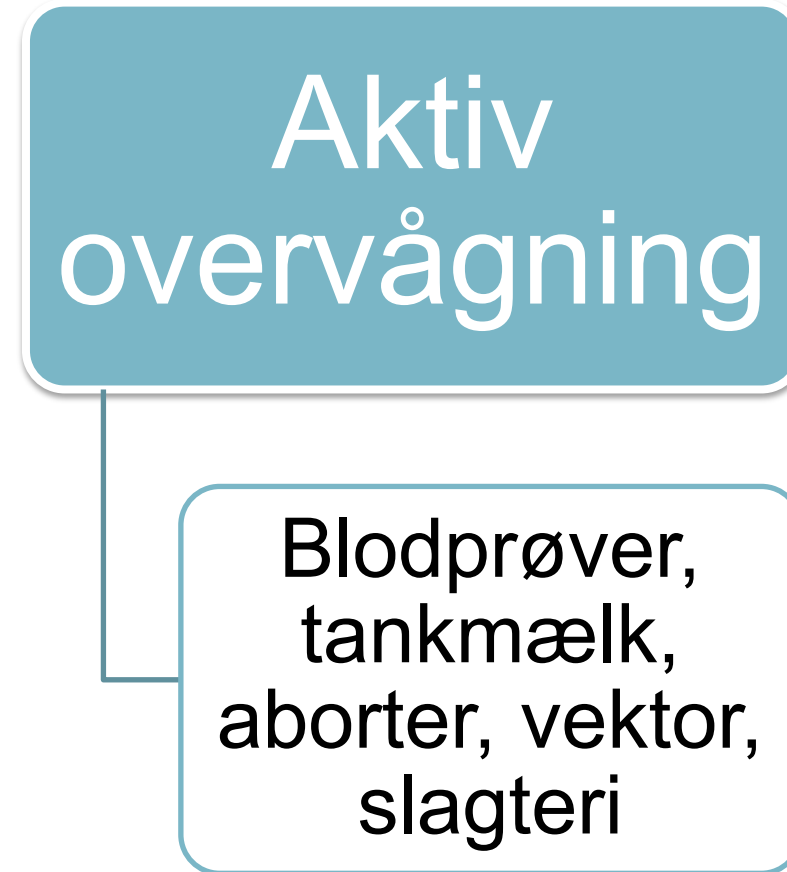 Aktiv
overvågning
Blodprøver,
tankmælk,
aborter, vektor,
slagteri